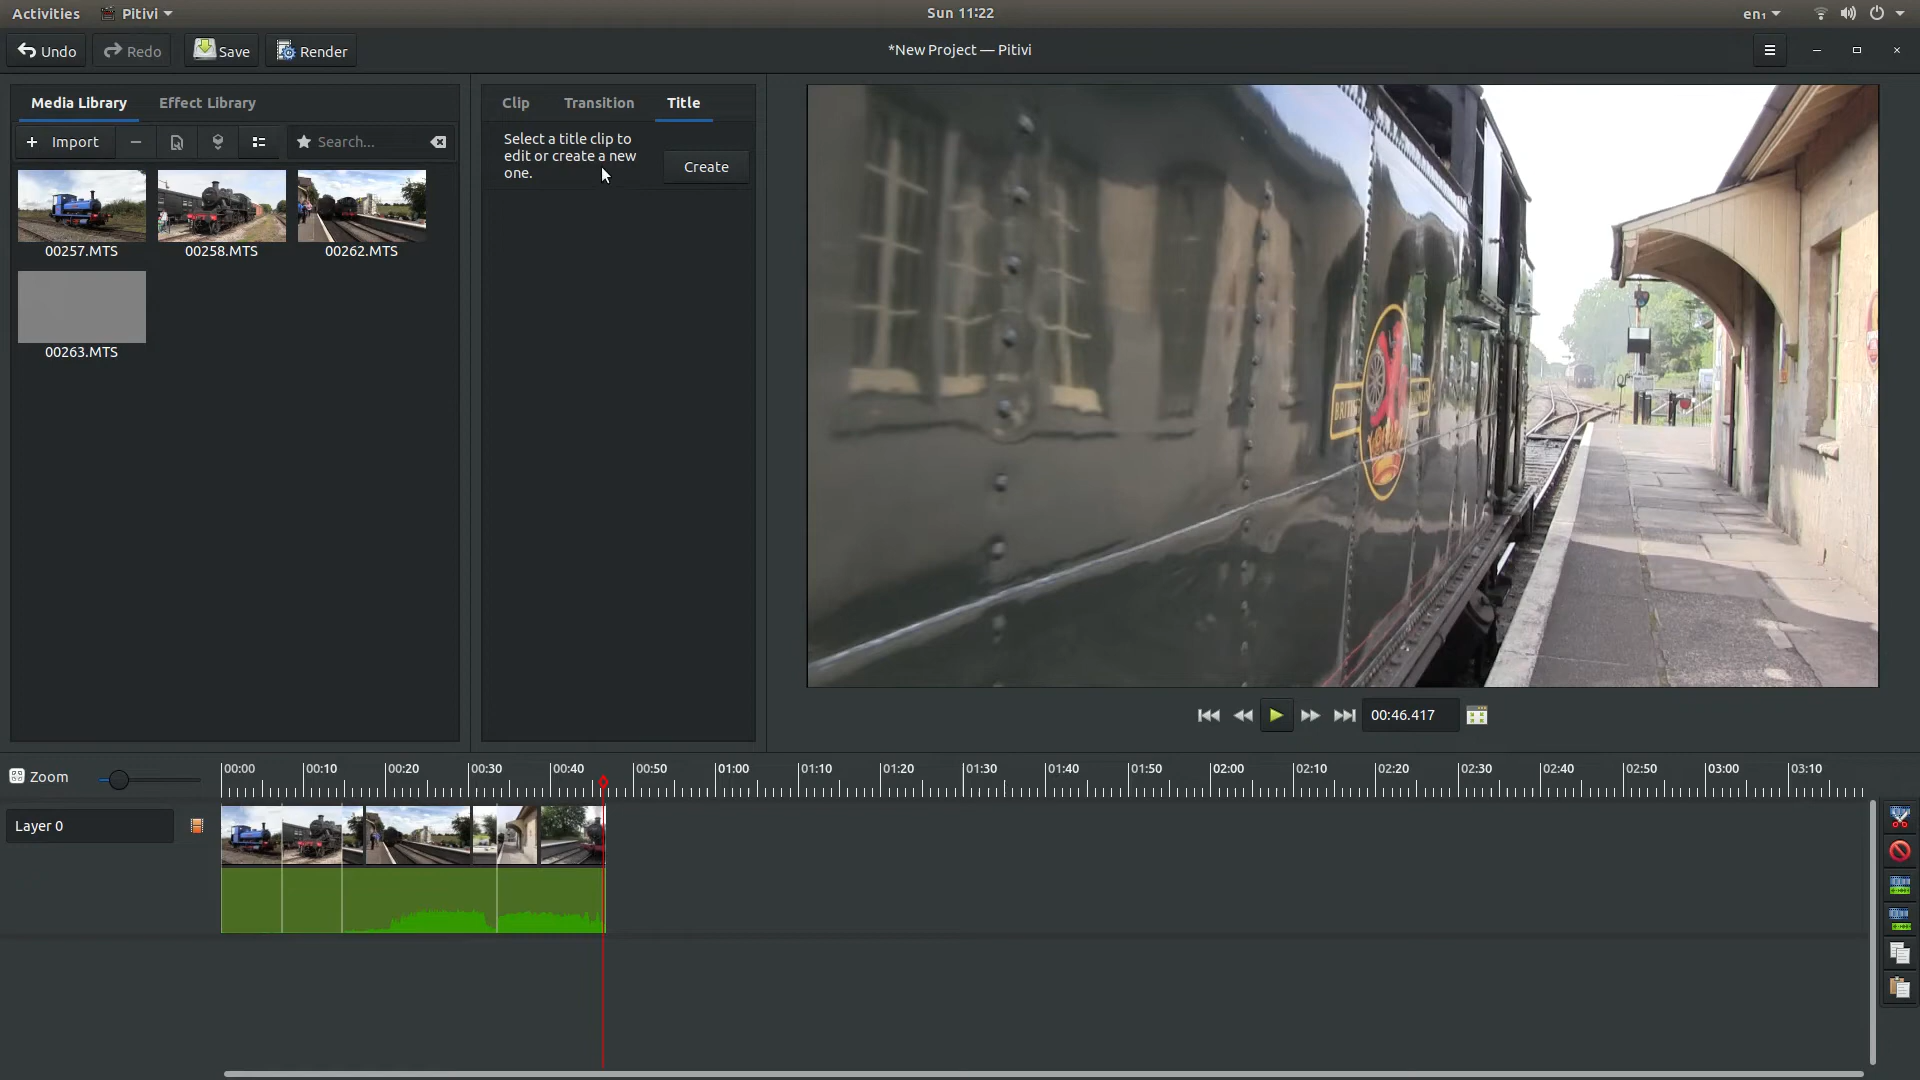 Activities Pitivi Sun 11:22 en₁
Undo Redo Save Render *New Project — Pitivi
Media Library Effect Library
+ Import Search...
00257.MTS 00258.MTS 00262.MTS
00263.MTS
Clip Transition Title
Select a title clip to
edit or create a new
one.
Create
00:46.417
Zoom 00:00 00:10 00:20 00:30 00:40 00:50 01:00 01:10 01:20 01:30 01:40 01:50 02:00 02:10 02:20 02:30 02:40 02:50 03:00 03:10
Layer 0